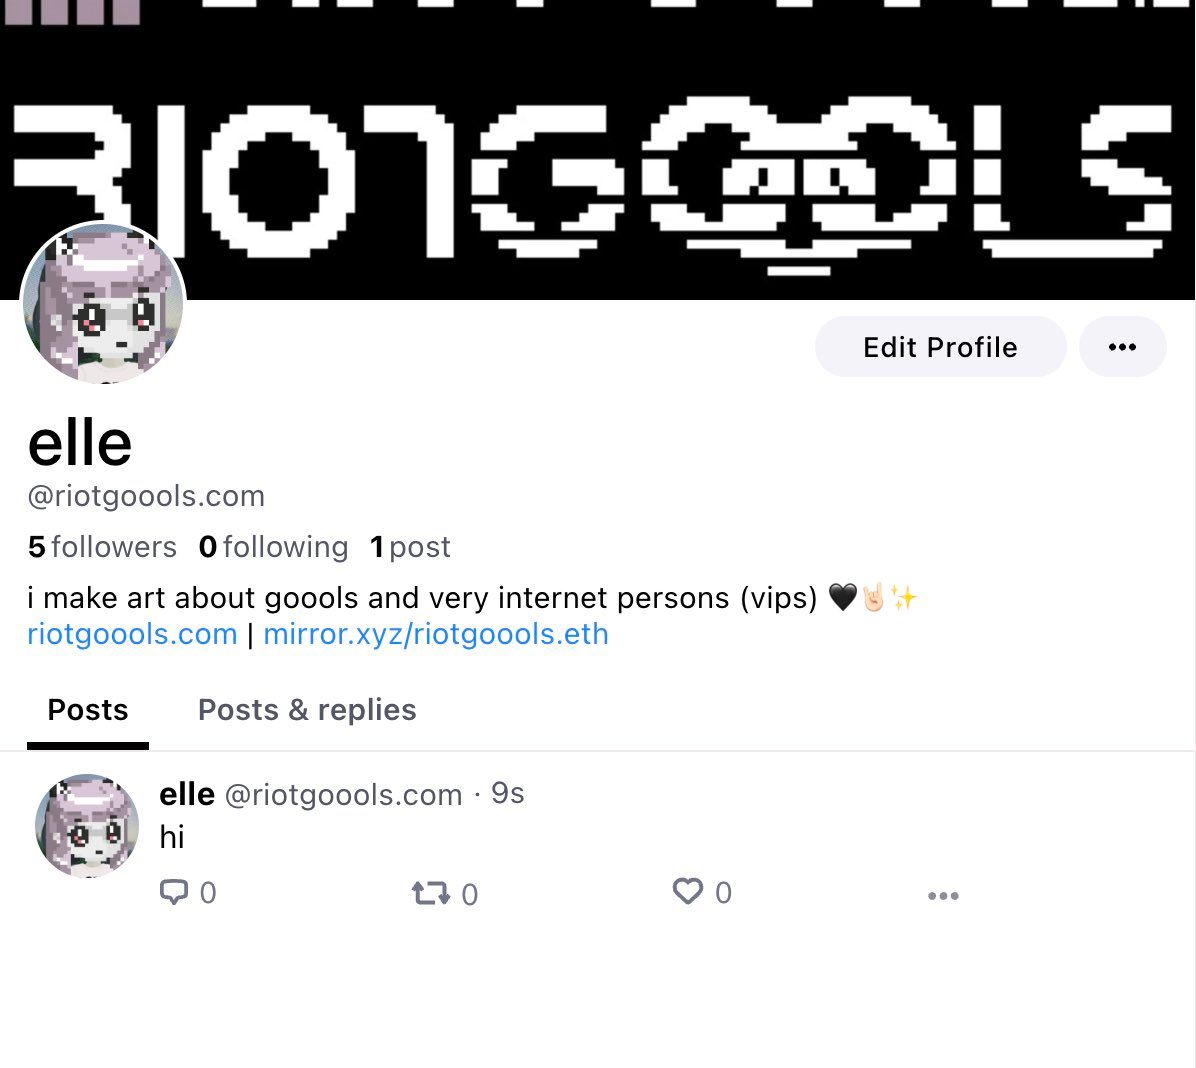 RIOTGOOLS
Edit Profile
elle
@riotgoools.com
5 followers 0 following 1 post
i make art about goools and very internet persons (vips) 🖤🤘🏻✨
riotgoools.com | mirror.xyz/riotgoools.eth
Posts Posts & replies
elle @riotgoools.com · 9s
hi
0 0 0